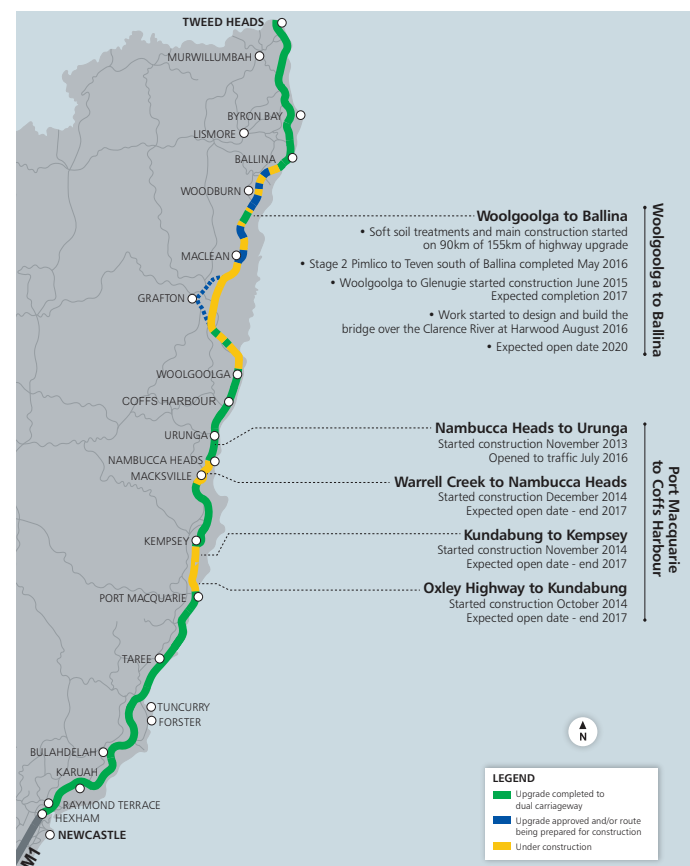 TWEED HEADS
MURWILLUMBAH
BYRON BAY
LISMORE
BALLINA
WOODBURN
MACLEAN
GRAFTON
WOOLGOOLGA
COFFS HARBOUR
URUNGA
NAMBUCCA HEADS
MACKSVILLE
KEMPSEY
PORT MACQUARIE
TAREE
TUNCURRY
FORSTER
BULAHDELAH
KARUAH
RAYMOND TERRACE
HEXHAM
NEWCASTLE
M1
Woolgoolga to Ballina
• Soft soil treatments and main construction started
on 90km of 155km of highway upgrade
• Stage 2 Pimlico to Teven south of Ballina completed May 2016
• Woolgoolga to Glenugie started construction June 2015
Expected completion 2017
• Work started to design and build the
bridge over the Clarence River at Harwood August 2016
• Expected open date 2020
Woolgoolga to Ballina
Nambucca Heads to Urunga
Started construction November 2013
Opened to traffic July 2016
Warrell Creek to Nambucca Heads
Started construction December 2014
Expected open date - end 2017
Kundabung to Kempsey
Started construction November 2014
Expected open date - end 2017
Oxley Highway to Kundabung
Started construction October 2014
Expected open date - end 2017
Port Macquarie
to Coffs Harbour
N
LEGEND
Upgrade completed to
dual carriageway
Upgrade approved and/or route
being prepared for construction
Under construction